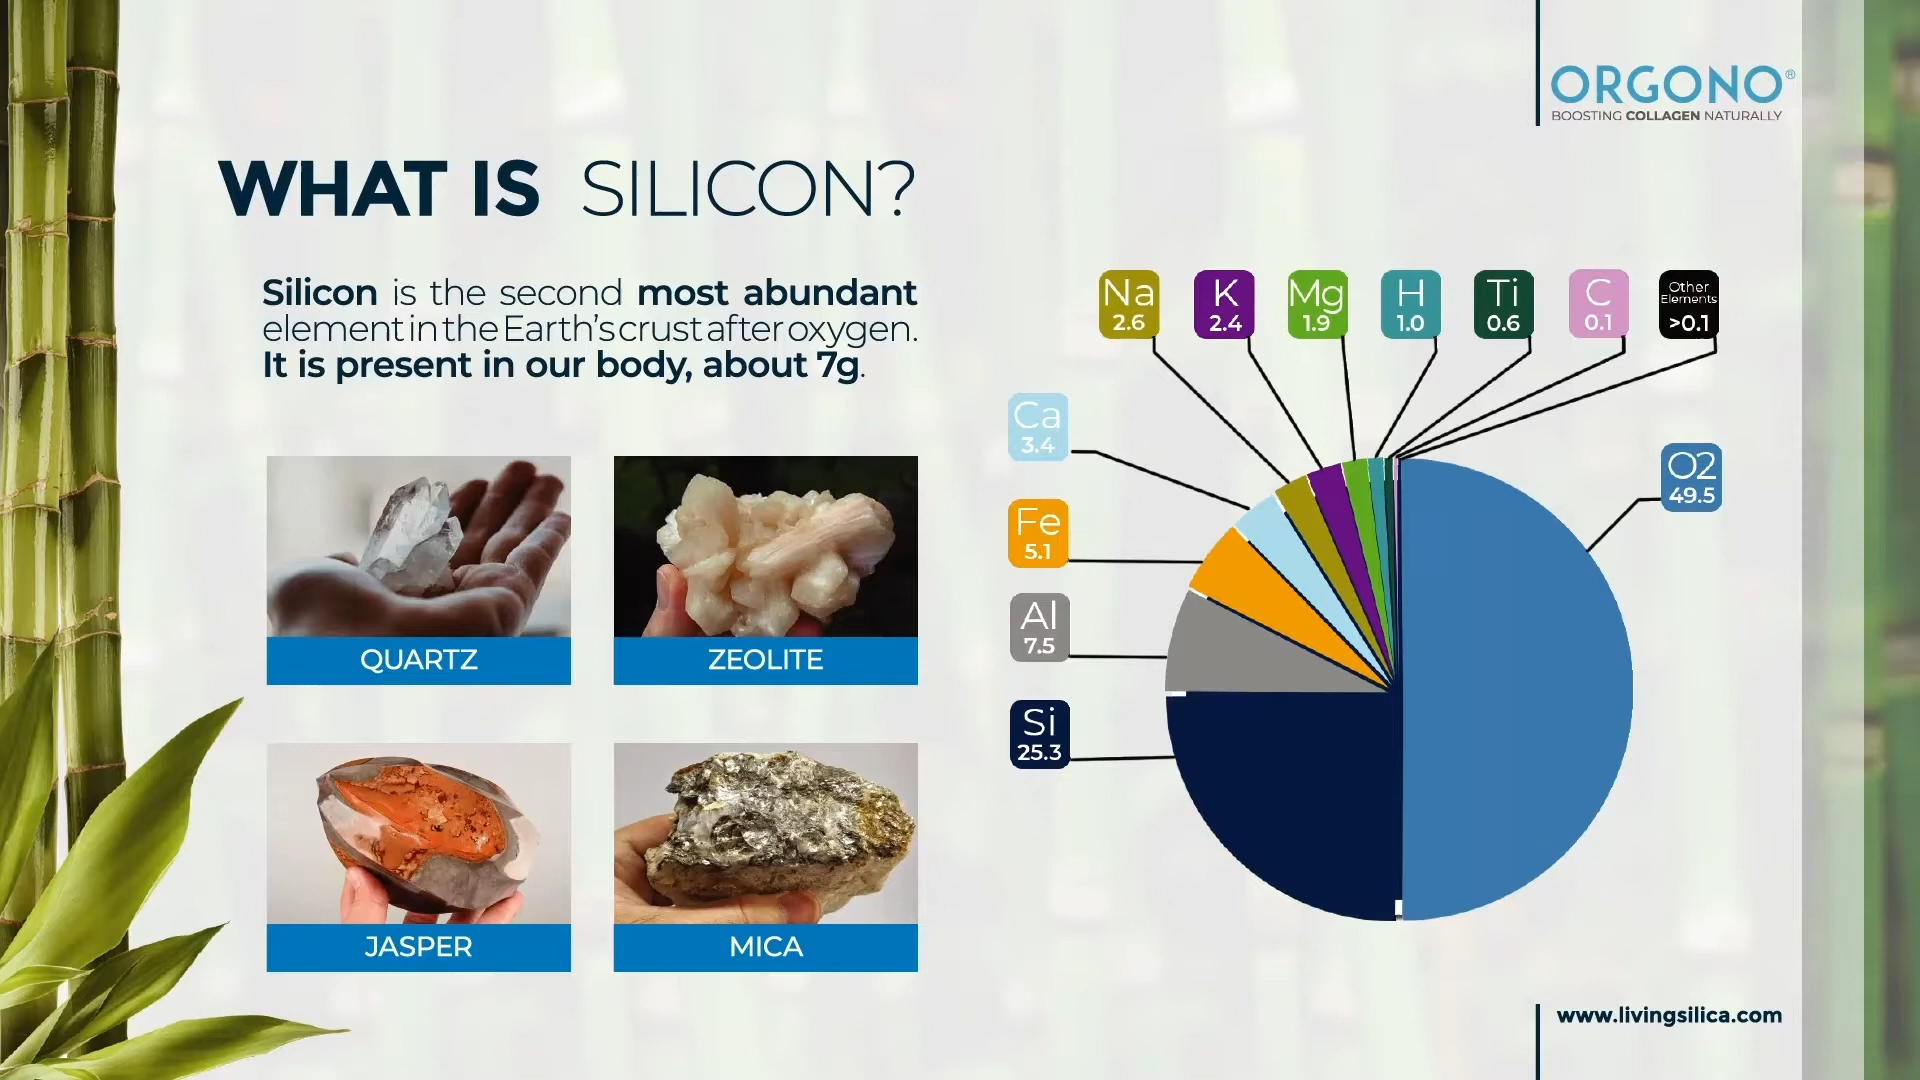 ORGONO®
BOOSTING COLLAGEN NATURALLY
WHAT IS SILICON?
Silicon is the second most abundant
element in the Earth's crust after oxygen.
It is present in our body, about 7g.
QUARTZ
ZEOLITE
JASPER
MICA
Na
2.6
K
2.4
Mg
1.9
H
1.0
Ti
0.6
C
0.1
Other
Elements
>0.1
Ca
3.4
O2
49.5
Fe
5.1
Al
7.5
Si
25.3
www.livingsilica.com